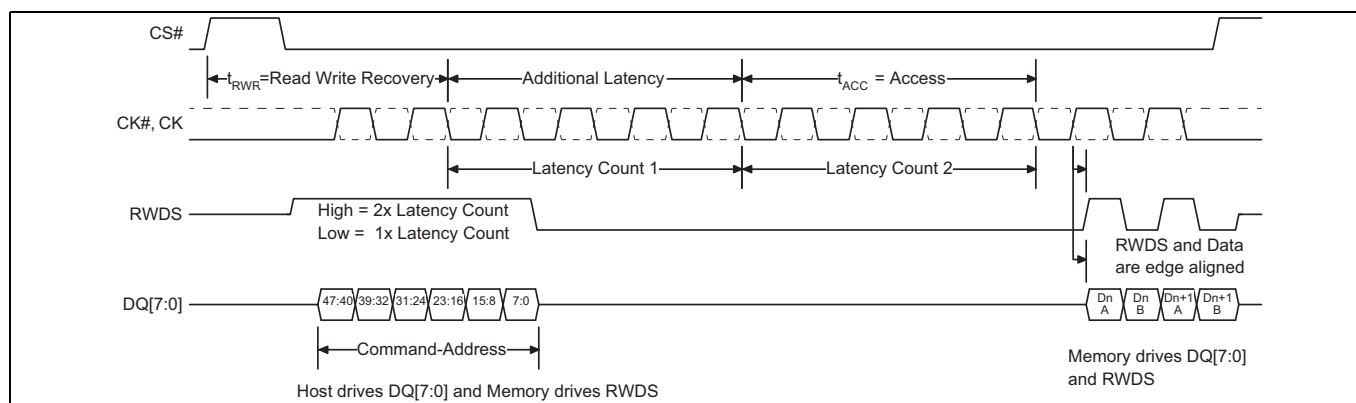 CS#
tRWR=Read Write Recovery
Additional Latency
tACC = Access
CK#, CK
Latency Count 1
Latency Count 2
RWDS
High = 2x Latency Count
Low = 1x Latency Count
RWDS and Data
are edge aligned
DQ[7:0]
47:40 39:32 31:24 23:16 15:8 7:0
Dn A
Dn B
Dn+1 A
Dn+1 B
Command-Address
Memory drives DQ[7:0]
and RWDS
Host drives DQ[7:0] and Memory drives RWDS